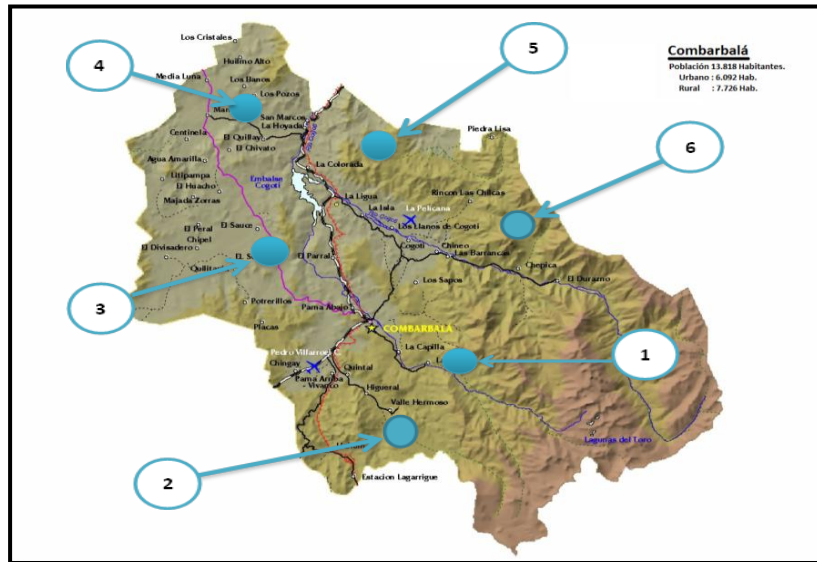 Los Cristales
Huilino Alto
Media Luna
Los Banos
Los Pozos
San Marcos
La Hoyada
Centinela
El Quillay
El Chivato
Agua Amarilla
Litipampa
El Huacho
Majada Zorras
Embalse
Cogotí
La Colorada
Piedra Lisa
Rincon Las Chilcas
La Ligua
La Isla
La Pelicana
Los Llanos de Cogoti
Cogoti
Chineo
Las Barrancas
Chepica
El Durazno
El Peral
Chipel
El Sauce
El Divisadero
El Parral
Los Sapos
Potrerillos
Placas
Pama Abajo
COMBARBALÁ
La Capilla
Pedro Villarroel C.
Chingay
Pama Arriba
Vivanco
Quintal
Higueral
Valle Hermoso
Lagunas del Toro
Estacion Lagarrigue
Combarbalá
Población 13.818 Habitantes.
Urbano : 6.092 Hab.
Rural : 7.726 Hab.
4
5
6
3
1
2